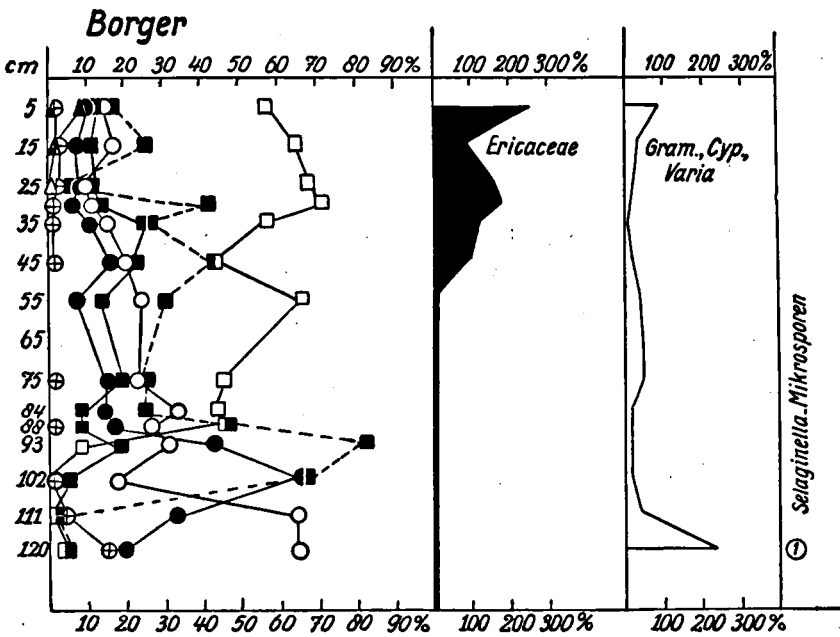 Borger
cm 10 20 30 40 50 60 70 80 90% 100 200 300% 100 200 300%
5
15
Ericaceae
Gram., Cyp.,
Varia
25
35
45
55
65
75
84
88
93
102
111
120
Selaginella-Mikrosporen
1
10 20 30 40 50 60 70 80 90% 100 200 300% 100 200 300%